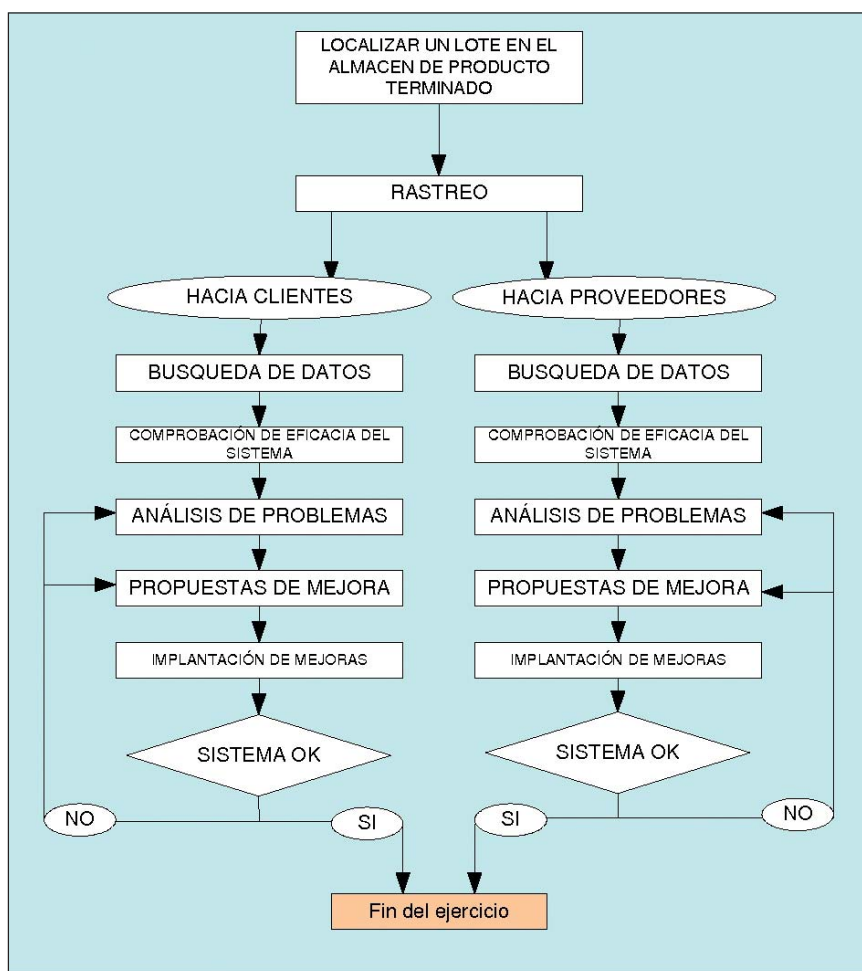 LOCALIZAR UN LOTE EN EL
ALMACEN DE PRODUCTO
TERMINADO
RASTREO
HACIA CLIENTES
HACIA PROVEEDORES
BUSQUEDA DE DATOS
BUSQUEDA DE DATOS
COMPROBACIÓN DE EFICACIA DEL
SISTEMA
COMPROBACIÓN DE EFICACIA DEL
SISTEMA
ANÁLISIS DE PROBLEMAS
ANÁLISIS DE PROBLEMAS
PROPUESTAS DE MEJORA
PROPUESTAS DE MEJORA
IMPLANTACIÓN DE MEJORAS
IMPLANTACIÓN DE MEJORAS
SISTEMA OK
SISTEMA OK
NO
SI
SI
NO
Fin del ejercicio